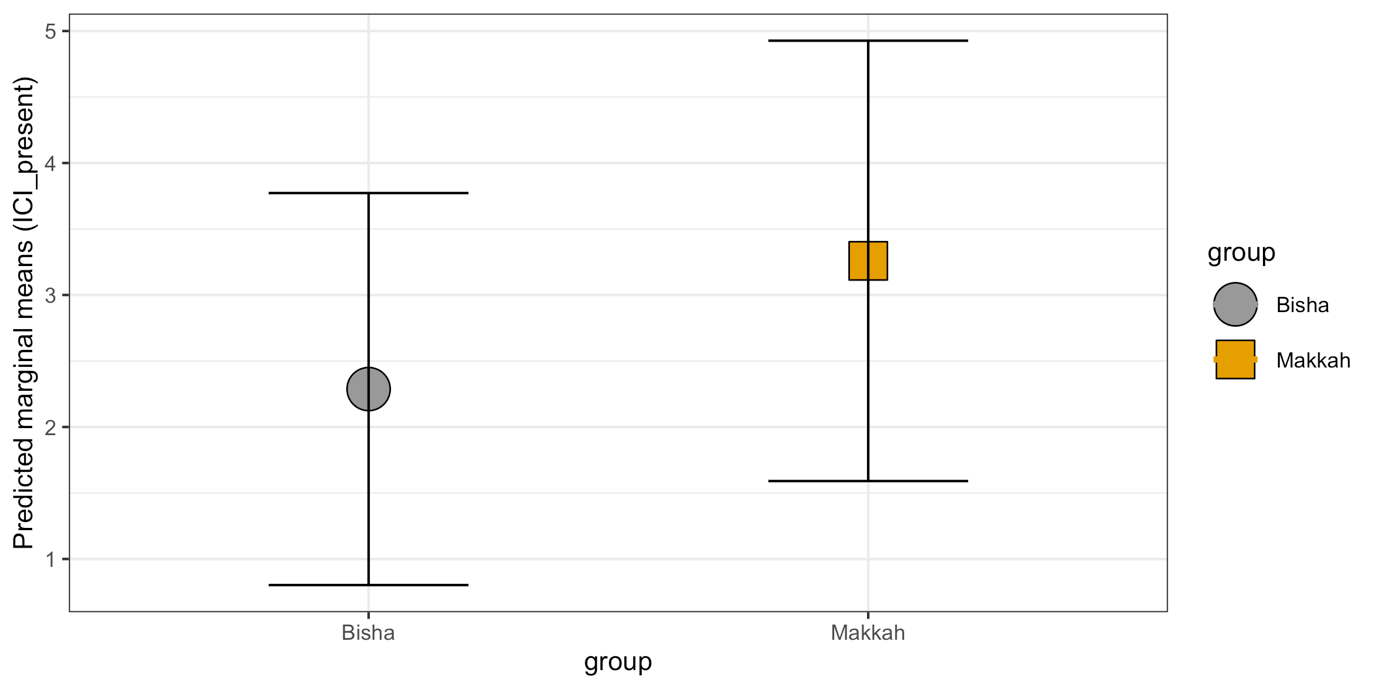 Predicted marginal means (ICI_present)
5
4
3
2
1
Bisha
Makkah
group
group
Bisha
Makkah